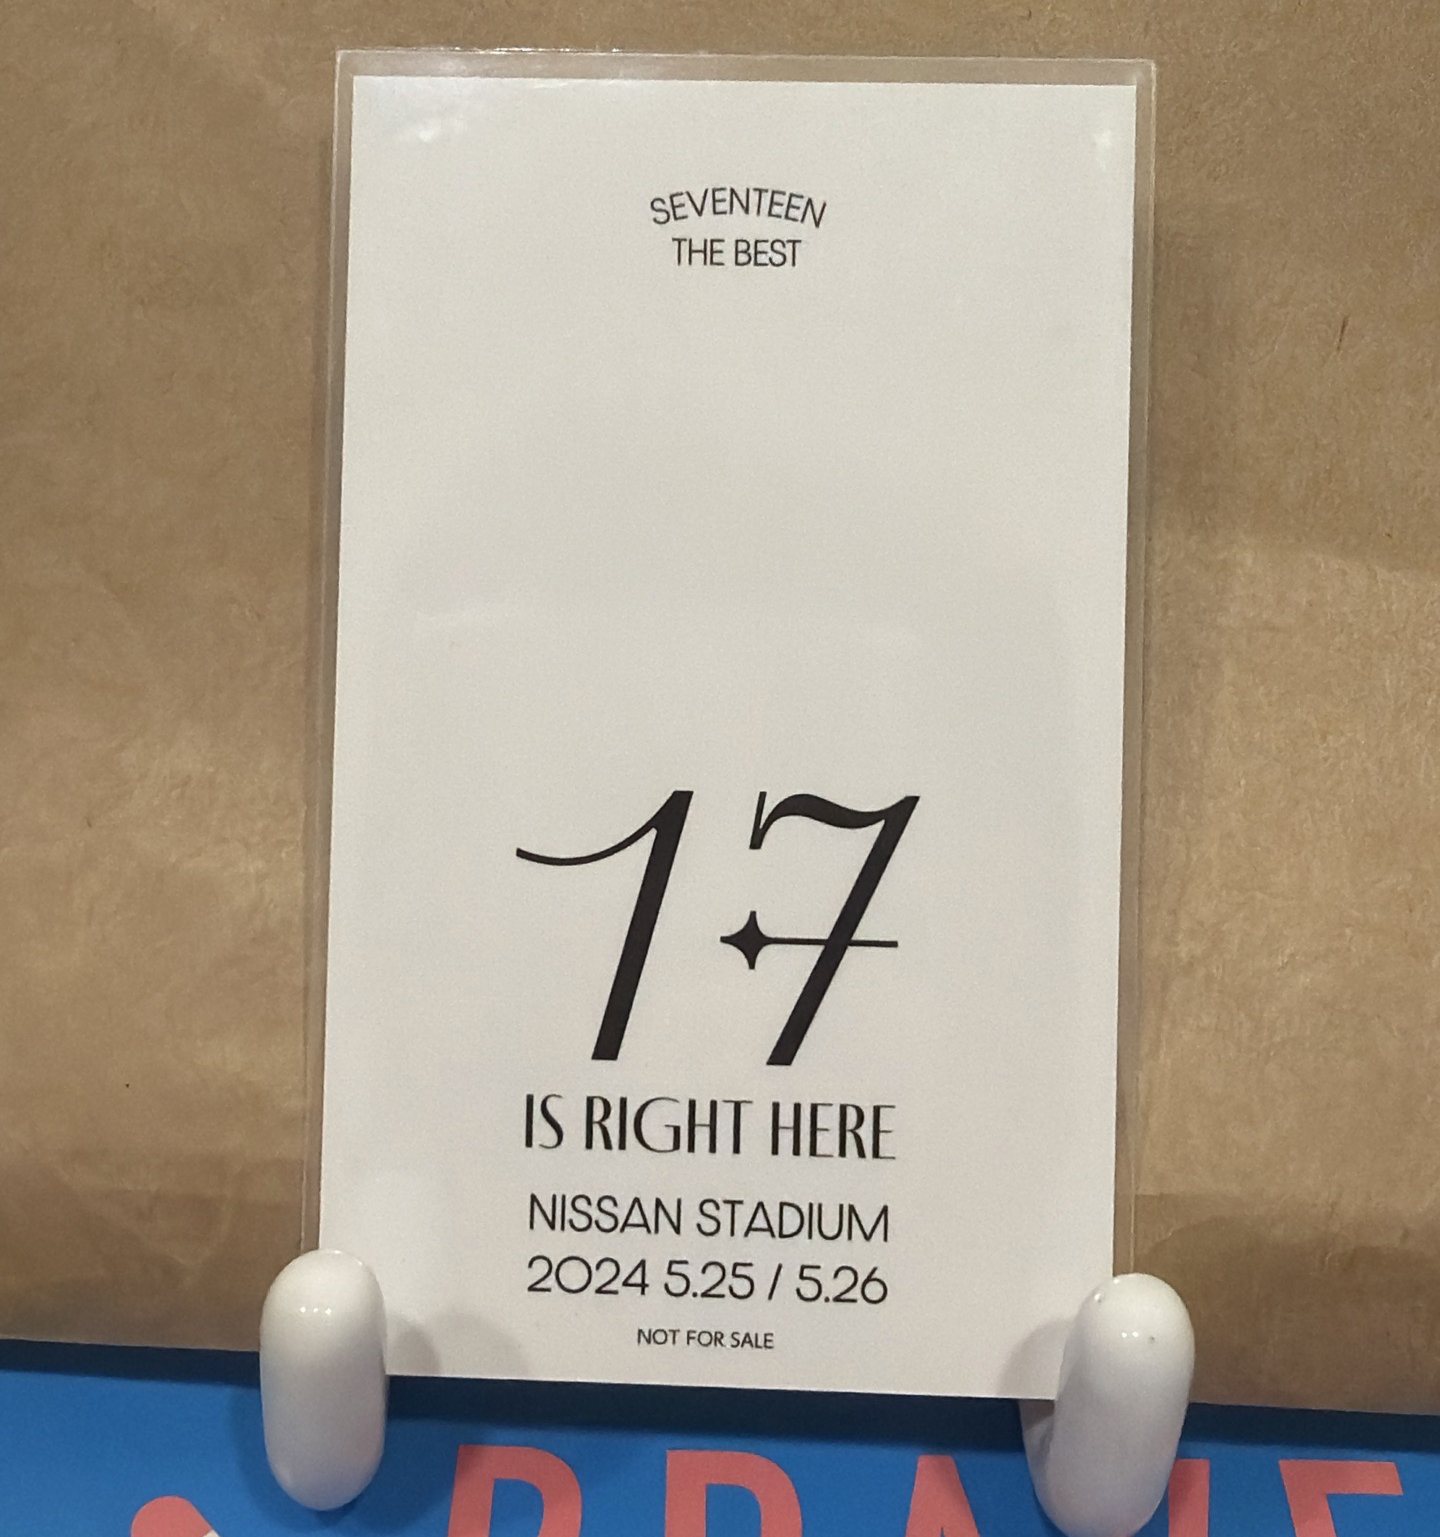 SEVENTEEN
THE BEST
17
IS RIGHT HERE
NISSAN STADIUM
2024 5.25 / 5.26
NOT FOR SALE